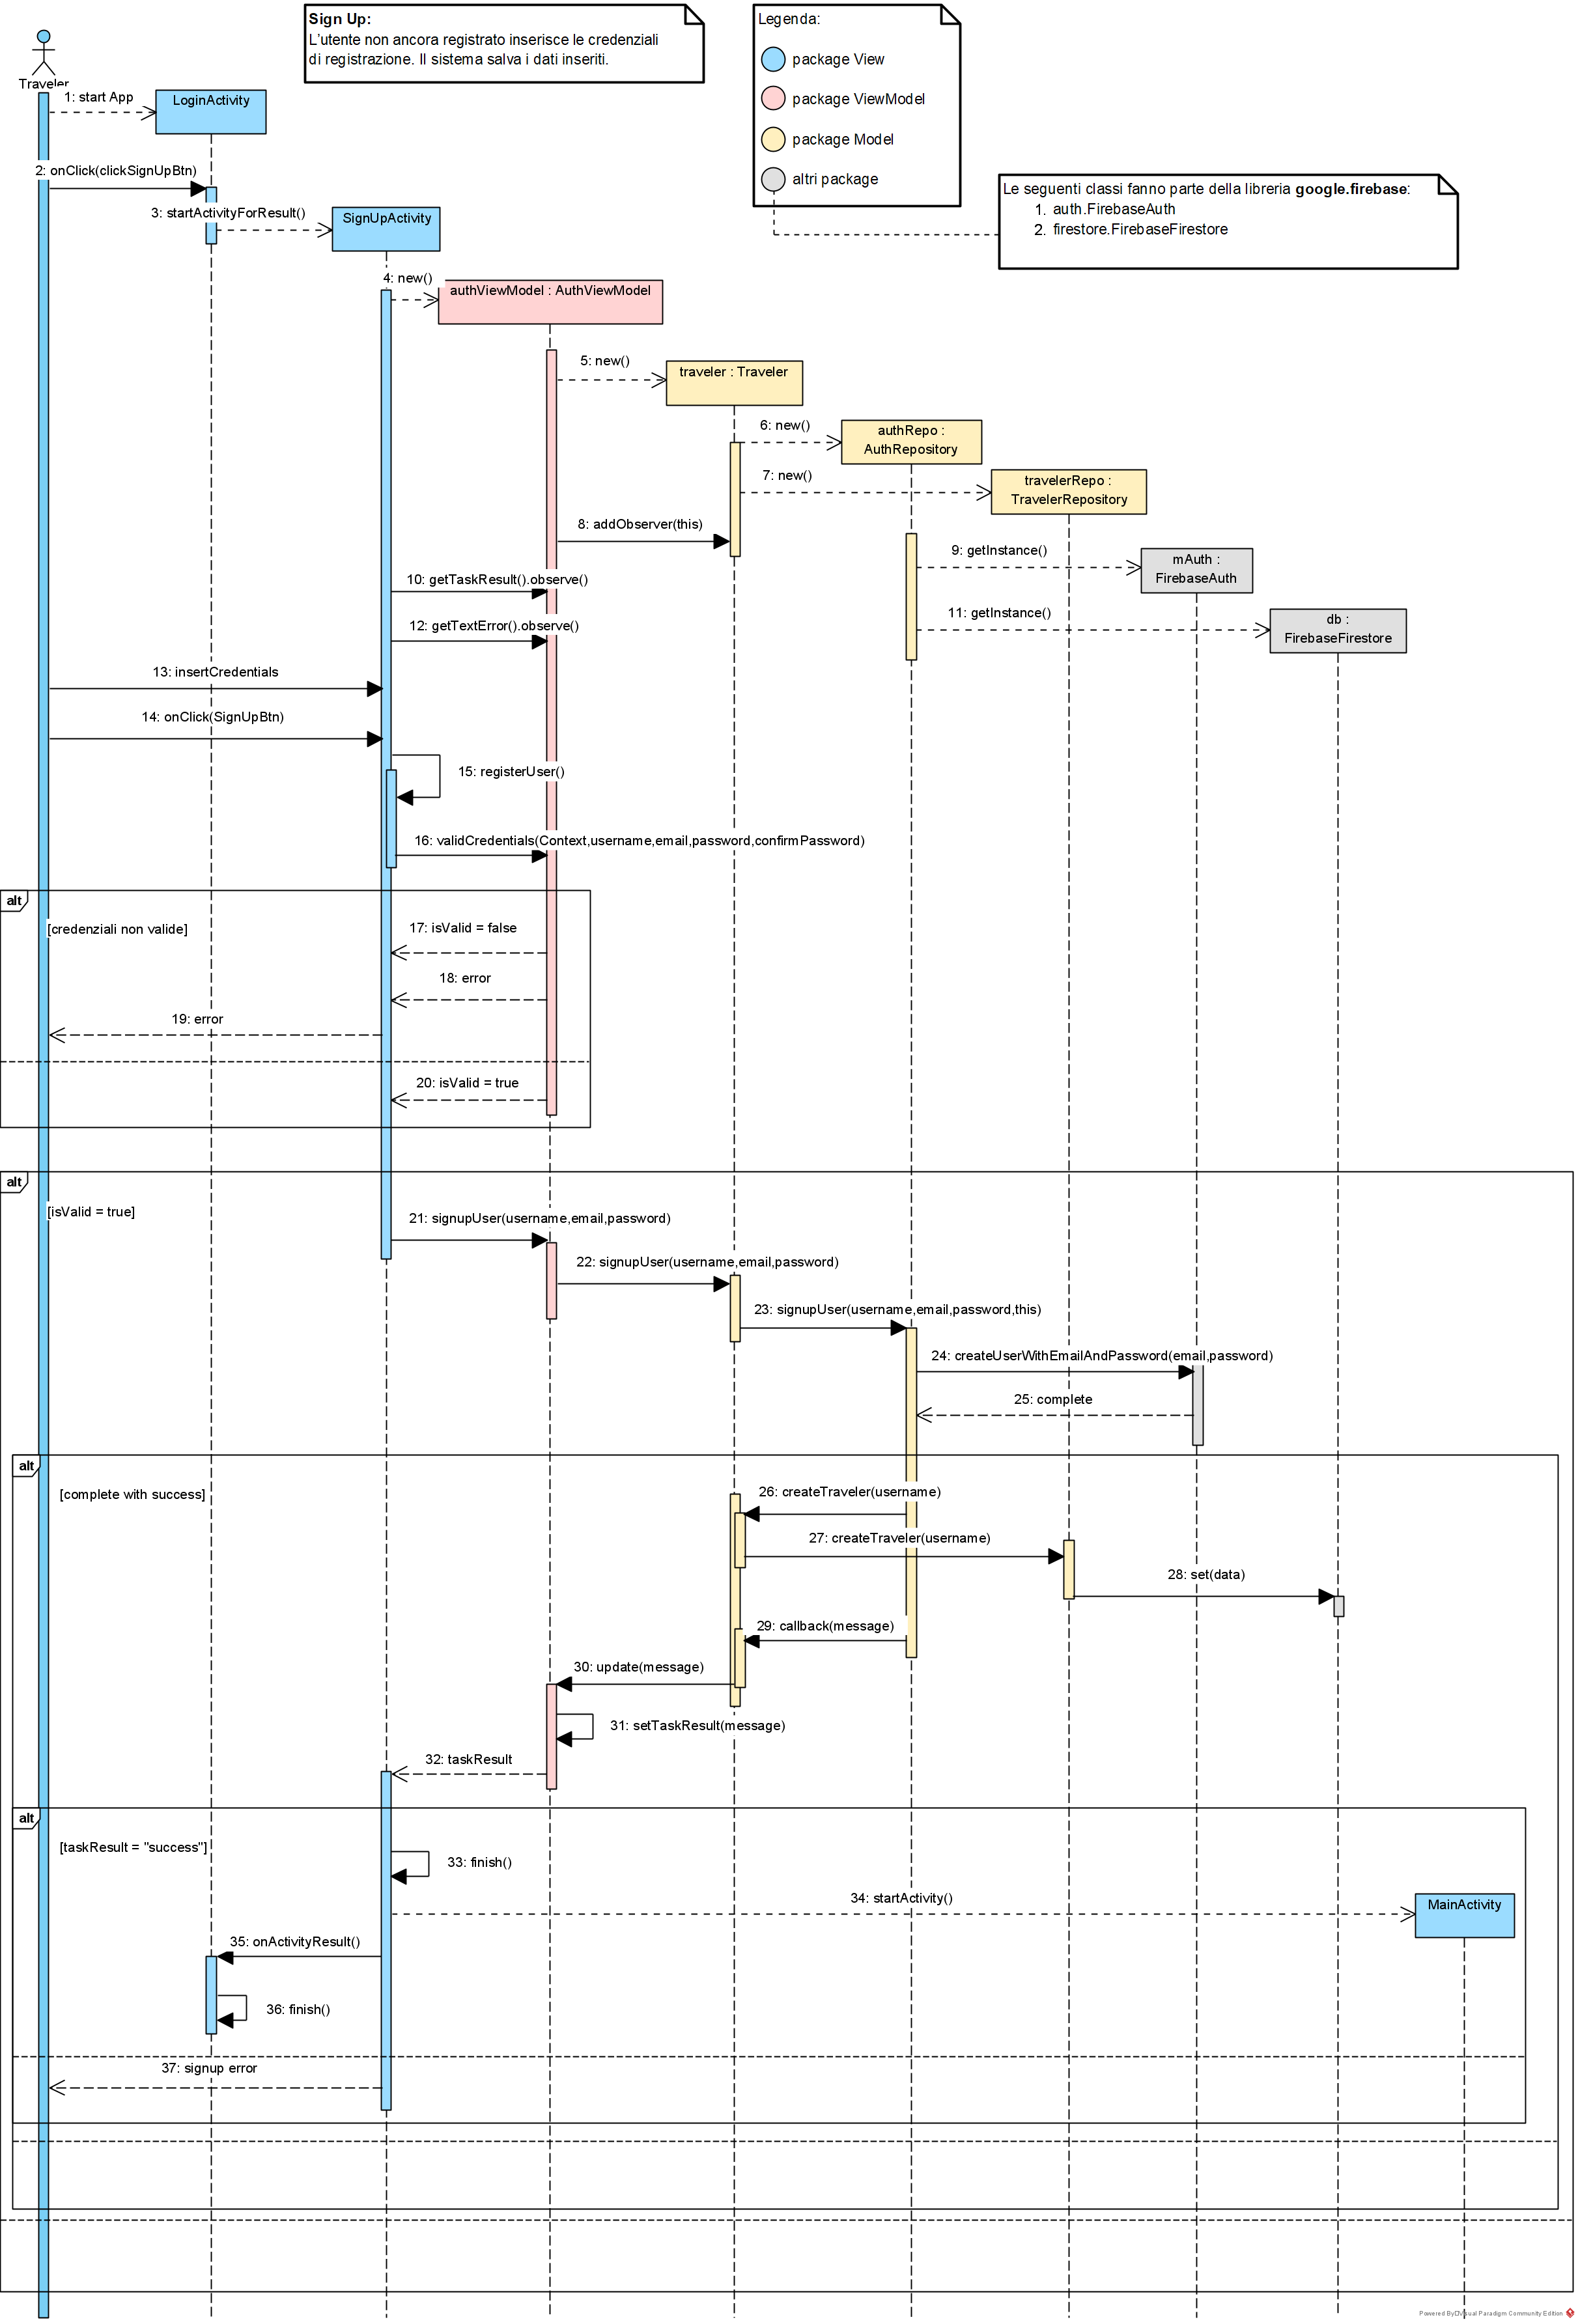 Sign Up:
L'utente non ancora registrato inserisce le credenziali
di registrazione. Il sistema salva i dati inseriti.
Legenda:
package View
package ViewModel
package Model
altri package
Le seguenti classi fanno parte della libreria google.firebase:
1. auth.FirebaseAuth
2. firestore.FirebaseFirestore
Traveler
1: start App
LoginActivity
2: onClick(clickSignUpBtn)
3: startActivityForResult()
SignUpActivity
4: new()
authViewModel : AuthViewModel
5: new()
traveler : Traveler
6: new()
authRepo :
AuthRepository
7: new()
travelerRepo :
TravelerRepository
8: addObserver(this)
9: getInstance()
mAuth :
FirebaseAuth
10: getTaskResult().observe()
11: getInstance()
db :
FirebaseFirestore
12: getTextError().observe()
13: insertCredentials
14: onClick(SignUpBtn)
15: registerUser()
16: validCredentials(Context,username,email,password,confirmPassword)
alt
[credenziali non valide]
17: isValid = false
18: error
19: error
20: isValid = true
alt
[isValid = true]
21: signupUser(username,email,password)
22: signupUser(username,email,password)
23: signupUser(username,email,password,this)
24: createUserWithEmailAndPassword(email,password)
25: complete
alt
[complete with success]
26: createTraveler(username)
27: createTraveler(username)
28: set(data)
29: callback(message)
30: update(message)
31: setTaskResult(message)
32: taskResult
alt
[taskResult = "success"]
33: finish()
34: startActivity()
MainActivity
35: onActivityResult()
36: finish()
37: signup error
Powered By Visual Paradigm Community Edition